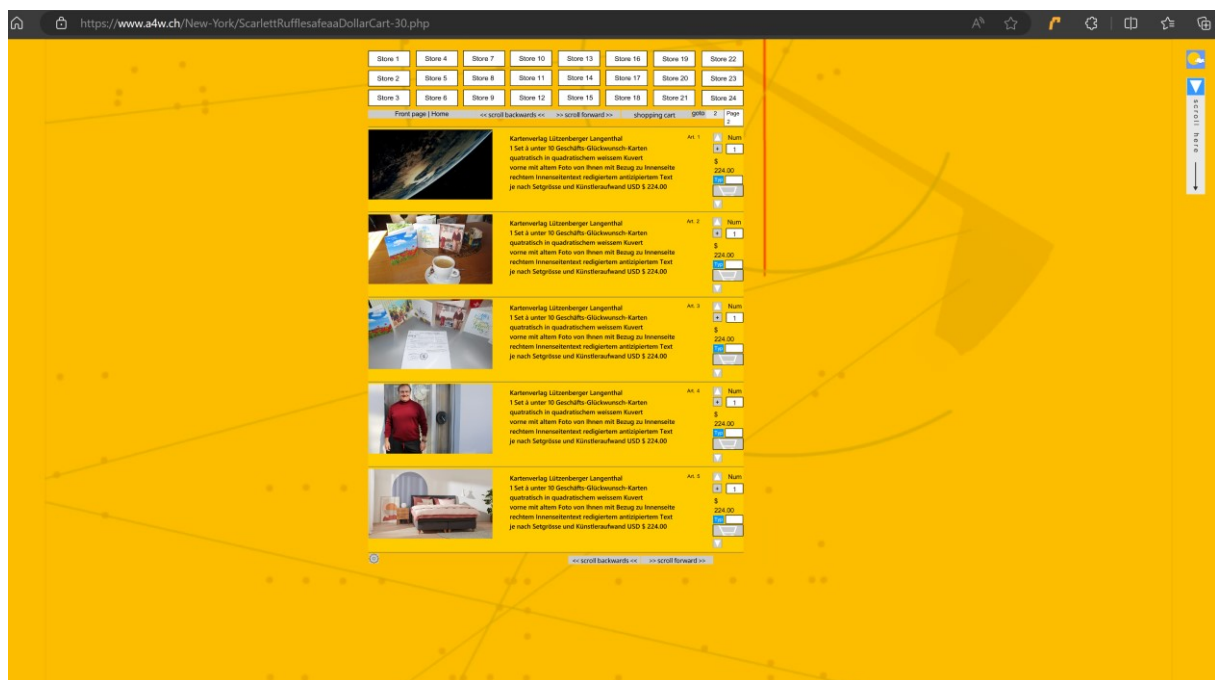 https://www.a4w.ch/New-York/ScarlettRufflesafeaaDollarCart-30.php
Store 1 Store 4 Store 7 Store 10 Store 13 Store 16 Store 19 Store 22
Store 2 Store 5 Store 8 Store 11 Store 14 Store 17 Store 20 Store 23
Store 3 Store 6 Store 9 Store 12 Store 15 Store 18 Store 21 Store 24
Front page | Home << scroll backwards << >> scroll forward >> shopping cart goto 2 Page 2
scroll here
Kartenverlag Lützenberger Langenthal Art. 1 Num
1 Set à unter 10 Geschäfts-Glückwunsch-Karten + 1
quatratisch in quadratischem weissem Kuvert
vorne mit altem Foto von Ihnen mit Bezug zu Innenseite $
rechtem Innenseitentext redigiertem antizipiertem Text 224.00
je nach Setgrösse und Künstleraufwand USD $ 224.00
Kartenverlag Lützenberger Langenthal Art. 2 Num
1 Set à unter 10 Geschäfts-Glückwunsch-Karten + 1
quatratisch in quadratischem weissem Kuvert
vorne mit altem Foto von Ihnen mit Bezug zu Innenseite $
rechtem Innenseitentext redigiertem antizipiertem Text 224.00
je nach Setgrösse und Künstleraufwand USD $ 224.00
Kartenverlag Lützenberger Langenthal Art. 3 Num
1 Set à unter 10 Geschäfts-Glückwunsch-Karten + 1
quatratisch in quadratischem weissem Kuvert
vorne mit altem Foto von Ihnen mit Bezug zu Innenseite $
rechtem Innenseitentext redigiertem antizipiertem Text 224.00
je nach Setgrösse und Künstleraufwand USD $ 224.00
Kartenverlag Lützenberger Langenthal Art. 4 Num
1 Set à unter 10 Geschäfts-Glückwunsch-Karten + 1
quatratisch in quadratischem weissem Kuvert
vorne mit altem Foto von Ihnen mit Bezug zu Innenseite $
rechtem Innenseitentext redigiertem antizipiertem Text 224.00
je nach Setgrösse und Künstleraufwand USD $ 224.00
Kartenverlag Lützenberger Langenthal Art. 5 Num
1 Set à unter 10 Geschäfts-Glückwunsch-Karten + 1
quatratisch in quadratischem weissem Kuvert
vorne mit altem Foto von Ihnen mit Bezug zu Innenseite $
rechtem Innenseitentext redigiertem antizipiertem Text 224.00
je nach Setgrösse und Künstleraufwand USD $ 224.00
<< scroll backwards << >> scroll forward >>